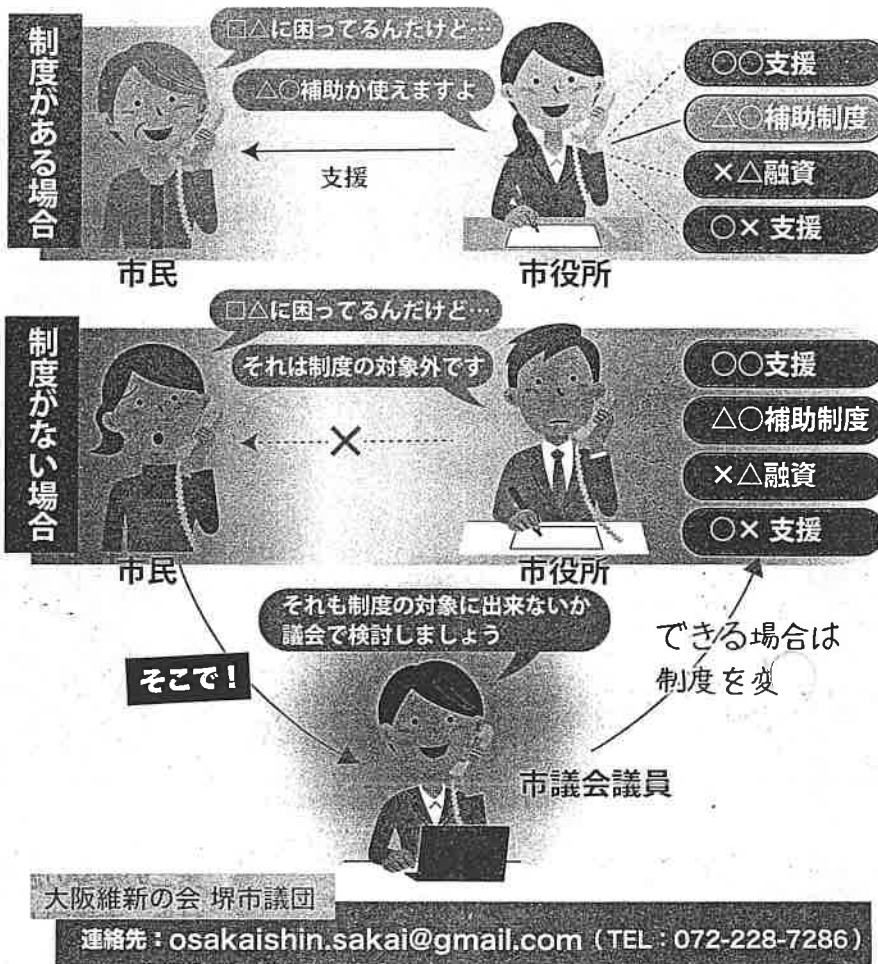 制度がある場合
□△に困ってるんだけど…
△○補助が使えますよ
支援
市民
市役所
○○支援
△○補助制度
×△融資
○× 支援
制度がない場合
□△に困ってるんだけど…
それは制度の対象外です
×
市民
市役所
○○支援
△○補助制度
×△融資
○× 支援
それも制度の対象に出来ないか
議会で検討しましょう
そこで！
できる場合は
制度を変
市議会議員
大阪維新の会 堺市議団
連絡先：osakaishin.sakai@gmail.com（TEL：072-228-7286）